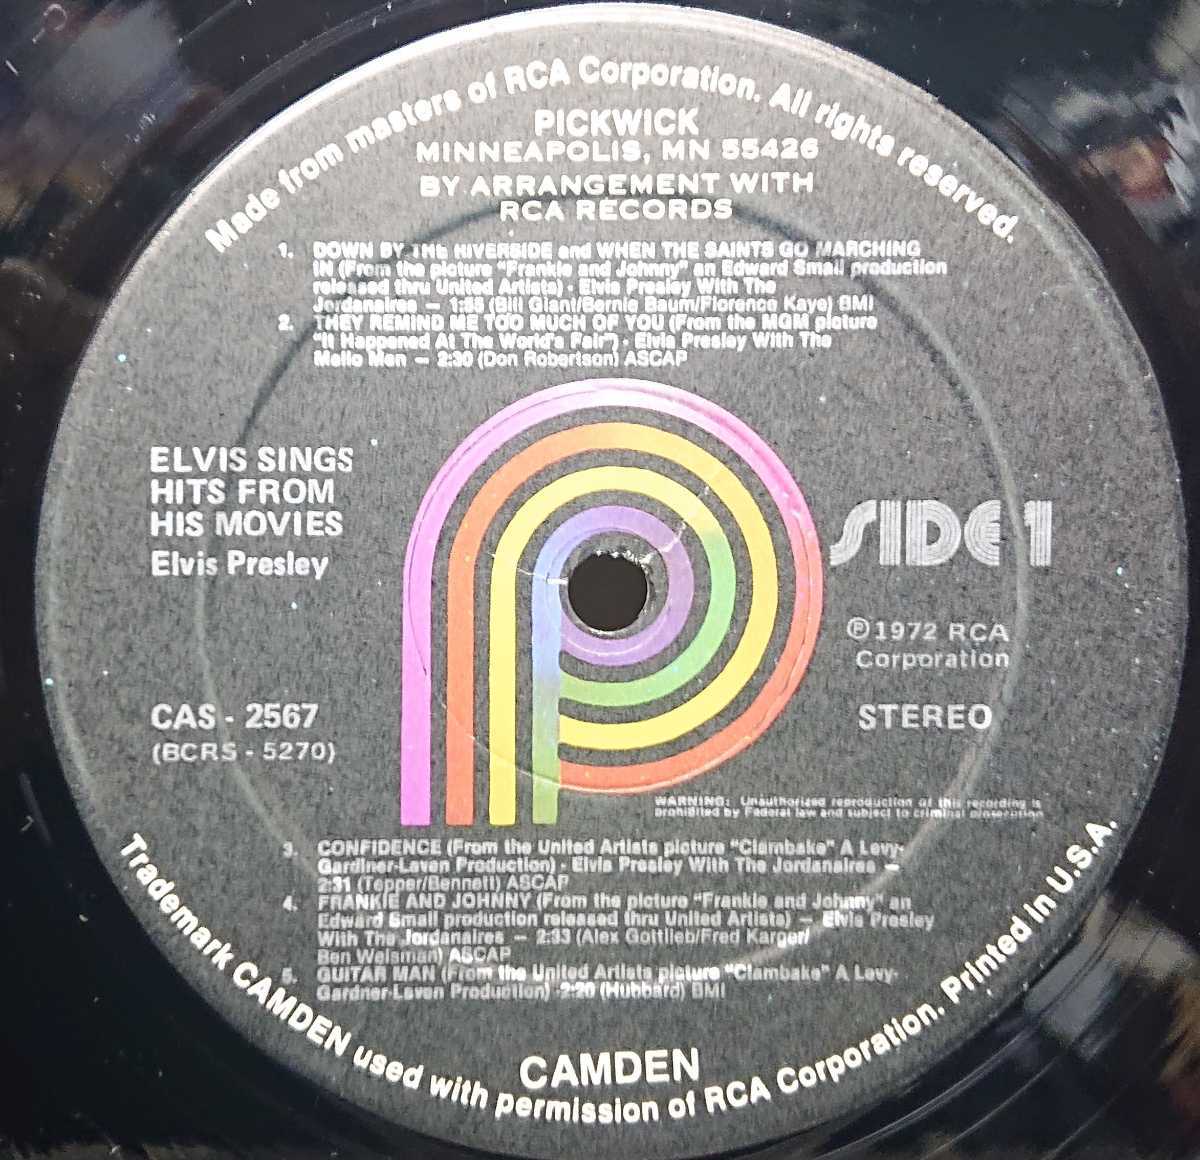 Made from masters of RCA Corporation. All rights reserved.
PICKWICK
MINNEAPOLIS, MN 55426
BY ARRANGEMENT WITH
RCA RECORDS
1. DOWN BY THE RIVERSIDE and WHEN THE SAINTS GO MARCHING
IN (From the picture "Frankie and Johnny" an Edward Small production
released thru United Artists) · Elvis Presley With The
Jordanaires — 1:55 (Bill Giant/Bernie Baum/Florence Kaye) BMI
2. THEY REMIND ME TOO MUCH OF YOU (From the MGM picture
"It Happened At The World's Fair") · Elvis Presley With The
Mello Men — 2:30 (Don Robertson) ASCAP
ELVIS SINGS
HITS FROM
HIS MOVIES
Elvis Presley
SIDE 1
℗ 1972 RCA
Corporation
CAS - 2567
(BCRS - 5270)
STEREO
WARNING: Unauthorized reproduction of this recording is
prohibited by Federal law and subject to criminal prosecution
3. CONFIDENCE (From the United Artists picture "Clambake" A Levy-
Gardiner-Laven Production) · Elvis Presley With The Jordanaires —
2:31 (Tepper/Bennett) ASCAP
4. FRANKIE AND JOHNNY (From the picture "Frankie and Johnny" an
Edward Small production released thru United Artists) — Elvis Presley
With The Jordanaires — 2:33 (Alex Gottlieb/Fred Karger/
Ben Weisman) ASCAP
5. GUITAR MAN (From the United Artists picture "Clambake" A Levy-
Gardner-Laven Production) 2:20 (Hubbard) BMI
CAMDEN
Trademark CAMDEN used with permission of RCA Corporation. Printed in U.S.A.